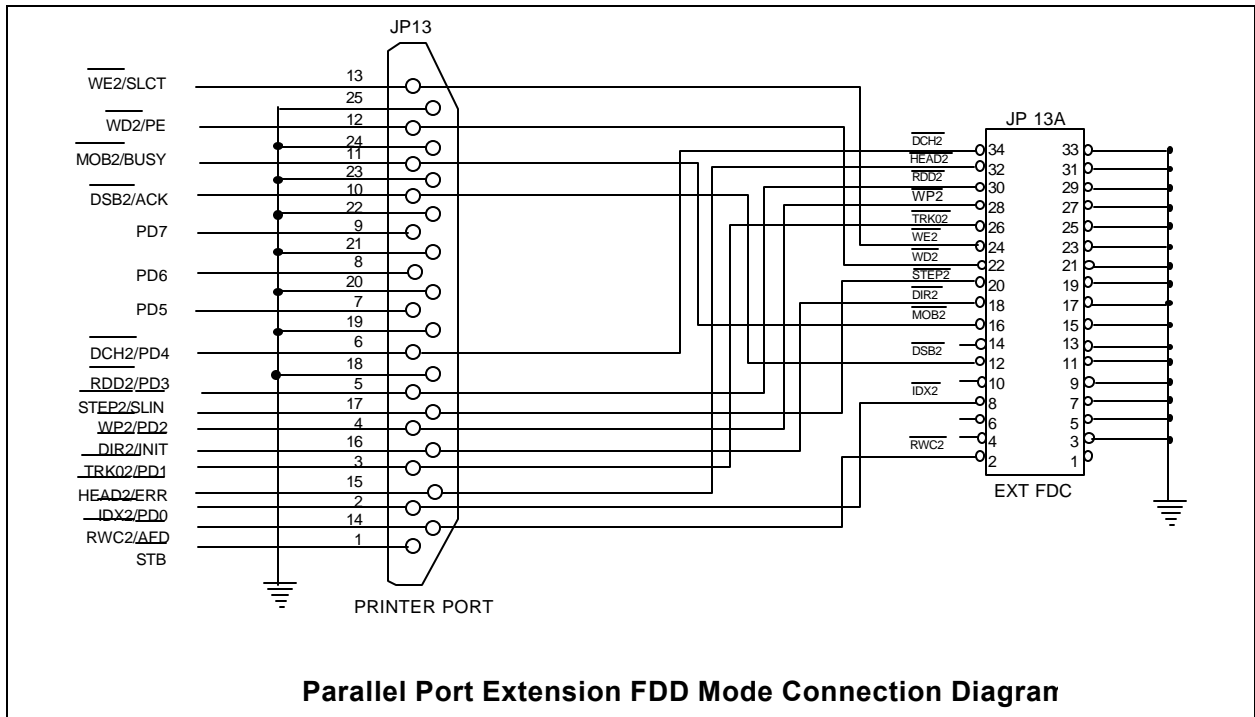 JP13
WE2/SLCT
WD2/PE
MOB2/BUSY
DSB2/ACK
PD7
PD6
PD5
DCH2/PD4
RDD2/PD3
STEP2/SLIN
WP2/PD2
DIR2/INIT
TRK02/PD1
HEAD2/ERR
IDX2/PD0
RWC2/AFD
STB
13
25
12
24
11
23
10
22
9
21
8
20
7
19
6
18
5
17
4
16
3
15
2
14
1
PRINTER PORT
JP 13A
DCH2
HEAD2
RDD2
WP2
TRK02
WE2
WD2
STEP2
DIR2
MOB2
DSB2
IDX2
RWC2
34 33
32 31
30 29
28 27
26 25
24 23
22 21
20 19
18 17
16 15
14 13
12 11
10 9
8 7
6 5
4 3
2 1
EXT FDC
Parallel Port Extension FDD Mode Connection Diagram